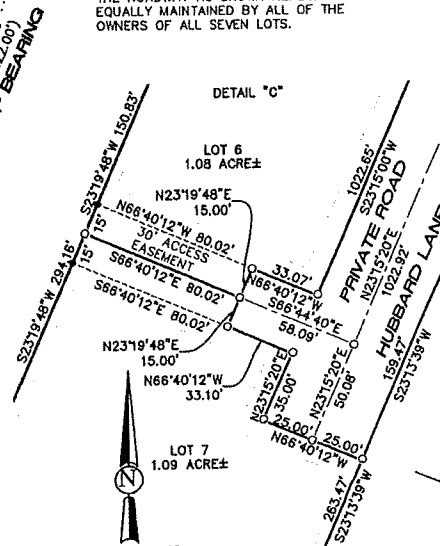 EQUALLY MAINTAINED BY ALL OF THE
OWNERS OF ALL SEVEN LOTS.
BEARING
DETAIL "C"
S23°19'48"W 150.83'
LOT 6
1.08 ACRE±
N23°19'48"E
15.00'
1022.65'
S23°15'00"W
PRIVATE ROAD
N23°15'20"E
1022.92'
HUBBARD LANE
N66°40'12"W 80.02'
30' ACCESS
EASEMENT
S66°40'12"E 80.02'
S66°40'12"E 80.02'
15'
15'
S23°19'48"W 294.16'
33.07'
N66°40'12"W
S66°44'40"E
58.09'
N23°19'48"E
15.00'
N66°40'12"W
33.10'
N23°15'20"E
35.00'
N23°15'20"E
50.08'
159.47'
S23°13'39"W
25.00'
25.00'
N66°40'12"W
LOT 7
1.09 ACRE±
263.47'
S23°13'39"W
N